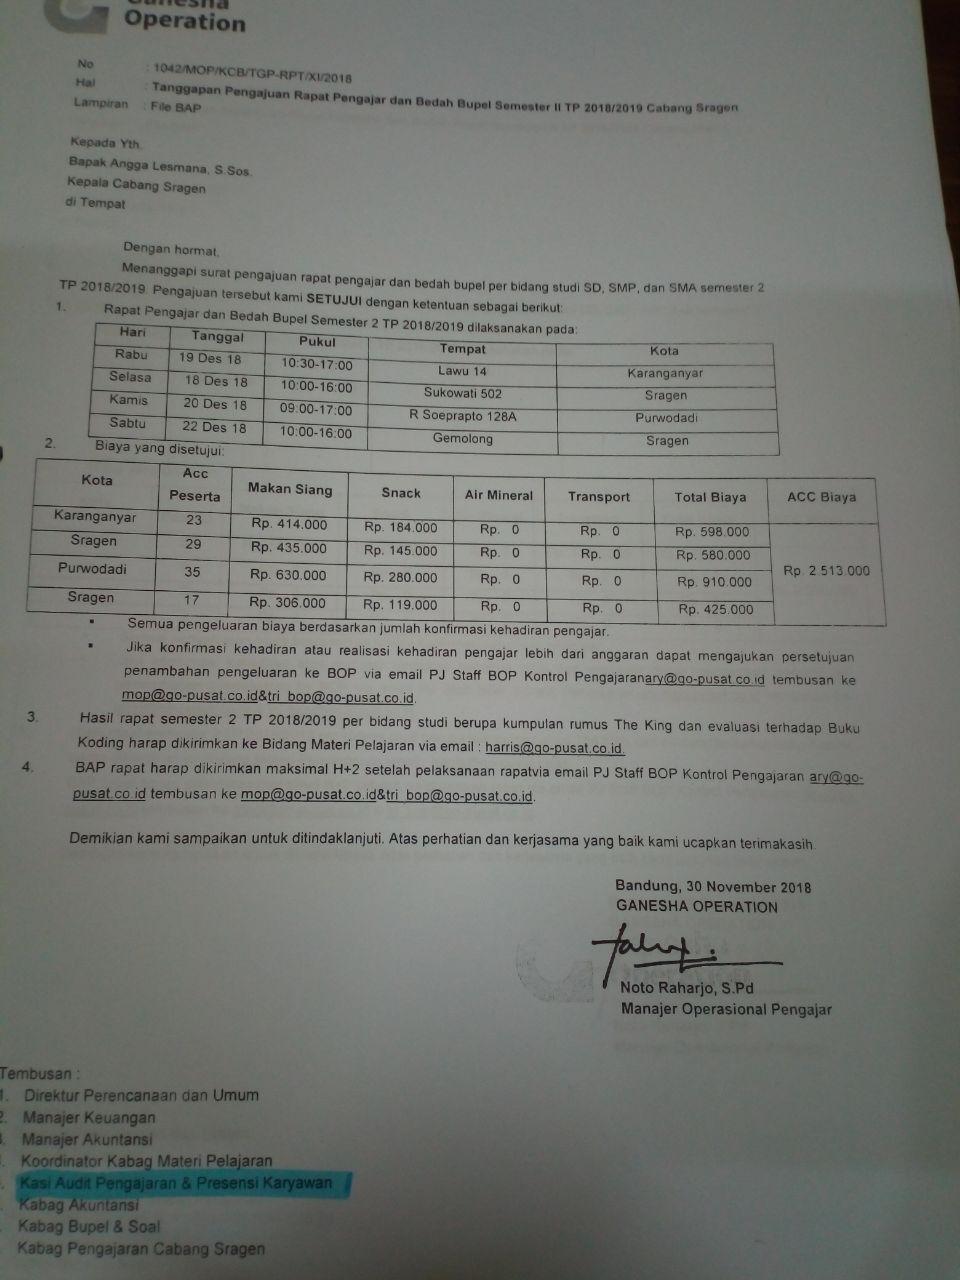 Ganesha
Operation
No : 1042/MOP/KCB/TGP-RPT/XI/2018
Hal : Tanggapan Pengajuan Rapat Pengajar dan Bedah Bupel Semester II TP 2018/2019 Cabang Sragen
Lampiran : File BAP
Kepada Yth.
Bapak Angga Lesmana, S.Sos.
Kepala Cabang Sragen
di Tempat
Dengan hormat,
Menanggapi surat pengajuan rapat pengajar dan bedah bupel per bidang studi SD, SMP, dan SMA semester 2
TP 2018/2019. Pengajuan tersebut kami SETUJUI dengan ketentuan sebagai berikut:
1. Rapat Pengajar dan Bedah Bupel Semester 2 TP 2018/2019 dilaksanakan pada:
Hari Tanggal Pukul Tempat Kota
Rabu 19 Des 18 10:30-17:00 Lawu 14 Karanganyar
Selasa 18 Des 18 10:00-16:00 Sukowati 502 Sragen
Kamis 20 Des 18 09:00-17:00 R Soeprapto 128A Purwodadi
Sabtu 22 Des 18 10:00-16:00 Gemolong Sragen
2. Biaya yang disetujui:
Kota Acc Peserta Makan Siang Snack Air Mineral Transport Total Biaya ACC Biaya
Karanganyar 23 Rp. 414.000 Rp. 184.000 Rp. 0 Rp. 0 Rp. 598.000 Rp. 2.513.000
Sragen 29 Rp. 435.000 Rp. 145.000 Rp. 0 Rp. 0 Rp. 580.000
Purwodadi 35 Rp. 630.000 Rp. 280.000 Rp. 0 Rp. 0 Rp. 910.000
Sragen 17 Rp. 306.000 Rp. 119.000 Rp. 0 Rp. 0 Rp. 425.000
▪ Semua pengeluaran biaya berdasarkan jumlah konfirmasi kehadiran pengajar.
▪ Jika konfirmasi kehadiran atau realisasi kehadiran pengajar lebih dari anggaran dapat mengajukan persetujuan
penambahan pengeluaran ke BOP via email PJ Staff BOP Kontrol Pengajaranary@go-pusat.co.id tembusan ke
mop@go-pusat.co.id&tri_bop@go-pusat.co.id.
3. Hasil rapat semester 2 TP 2018/2019 per bidang studi berupa kumpulan rumus The King dan evaluasi terhadap Buku
Koding harap dikirimkan ke Bidang Materi Pelajaran via email : harris@go-pusat.co.id.
4. BAP rapat harap dikirimkan maksimal H+2 setelah pelaksanaan rapatvia email PJ Staff BOP Kontrol Pengajaran ary@go-
pusat.co.id tembusan ke mop@go-pusat.co.id&tri_bop@go-pusat.co.id.
Demikian kami sampaikan untuk ditindaklanjuti. Atas perhatian dan kerjasama yang baik kami ucapkan terimakasih.
Bandung, 30 November 2018
GANESHA OPERATION
Noto Raharjo, S.Pd
Manajer Operasional Pengajar
Tembusan :
1. Direktur Perencanaan dan Umum
2. Manajer Keuangan
Manajer Akuntansi
Koordinator Kabag Materi Pelajaran
Kasi Audit Pengajaran & Presensi Karyawan
Kabag Akuntansi
Kabag Bupel & Soal
Kabag Pengajaran Cabang Sragen